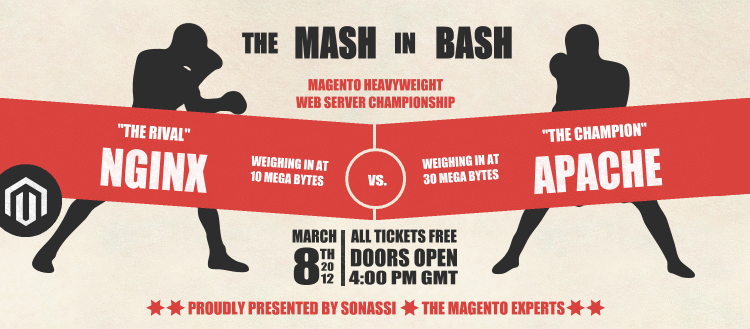 THE MASH IN BASH
MAGENTO HEAVYWEIGHT
WEB SERVER CHAMPIONSHIP
"THE RIVAL"
NGINX
WEIGHING IN AT
10 MEGA BYTES
VS.
WEIGHING IN AT
30 MEGA BYTES
"THE CHAMPION"
APACHE
MARCH
8TH
20
12
ALL TICKETS FREE
DOORS OPEN
4:00 PM GMT
PROUDLY PRESENTED BY SONASSI THE MAGENTO EXPERTS